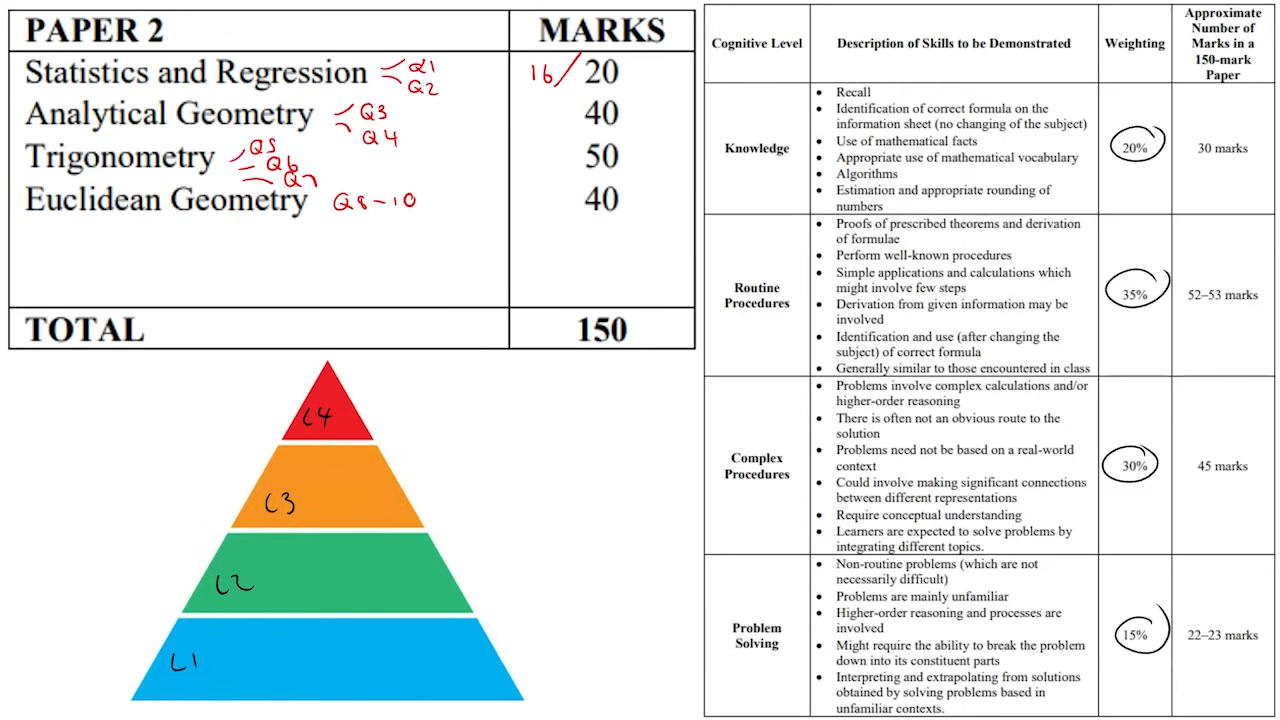 PAPER 2 MARKS
Statistics and Regression Q1 16/20
Q2
Analytical Geometry Q3 40
Q4
Trigonometry Q5 50
Q6
Q7
Euclidean Geometry Q8-10 40
TOTAL 150
L4
L3
L2
L1
Cognitive Level Description of Skills to be Demonstrated Weighting Approximate
Number of
Marks in a
150-mark
Paper
Knowledge
• Recall
• Identification of correct formula on the
information sheet (no changing of the subject)
• Use of mathematical facts
• Appropriate use of mathematical vocabulary
• Algorithms
• Estimation and appropriate rounding of
numbers
20% 30 marks
Routine
Procedures
• Proofs of prescribed theorems and derivation
of formulae
• Perform well-known procedures
• Simple applications and calculations which
might involve few steps
• Derivation from given information may be
involved
• Identification and use (after changing the
subject) of correct formula
• Generally similar to those encountered in class
35% 52–53 marks
Complex
Procedures
• Problems involve complex calculations and/or
higher-order reasoning
• There is often not an obvious route to the
solution
• Problems need not be based on a real-world
context
• Could involve making significant connections
between different representations
• Require conceptual understanding
• Learners are expected to solve problems by
integrating different topics.
30% 45 marks
Problem
Solving
• Non-routine problems (which are not
necessarily difficult)
• Problems are mainly unfamiliar
• Higher-order reasoning and processes are
involved
• Might require the ability to break the problem
down into its constituent parts
• Interpreting and extrapolating from solutions
obtained by solving problems based in
unfamiliar contexts.
15% 22–23 marks